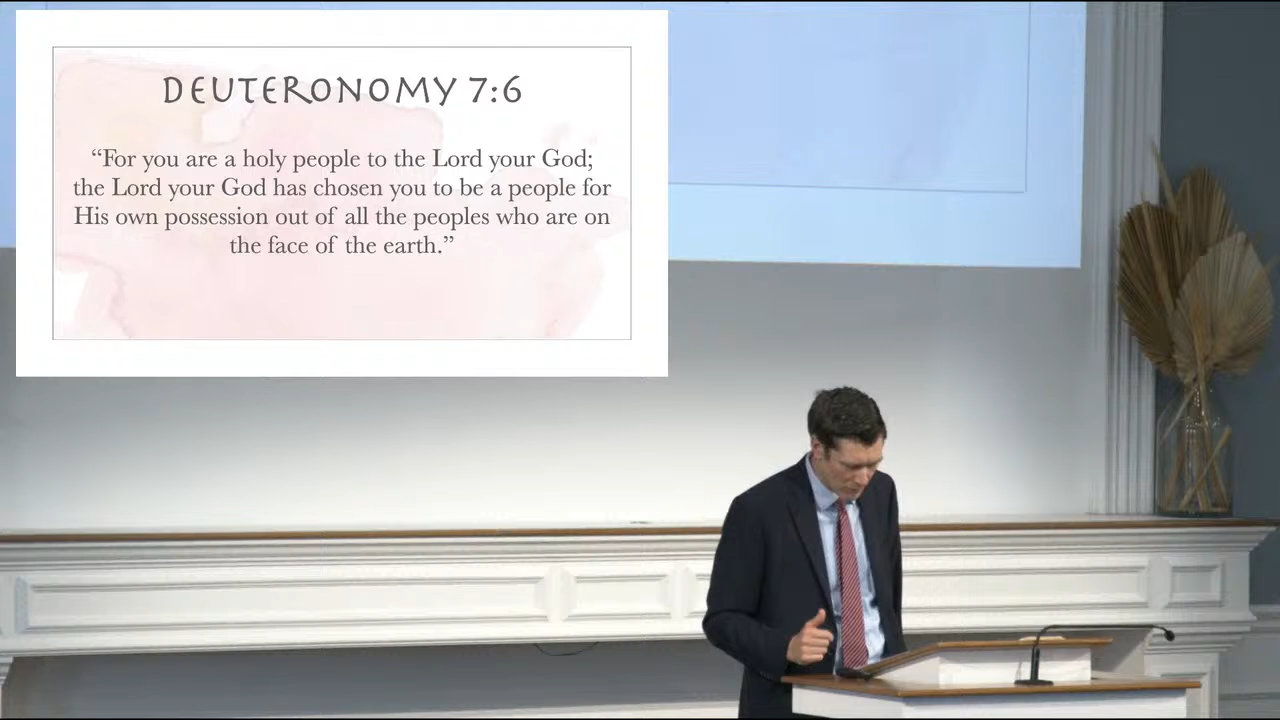 DEUTERONOMY 7:6
“For you are a holy people to the Lord your God;
the Lord your God has chosen you to be a people for
His own possession out of all the peoples who are on
the face of the earth.”